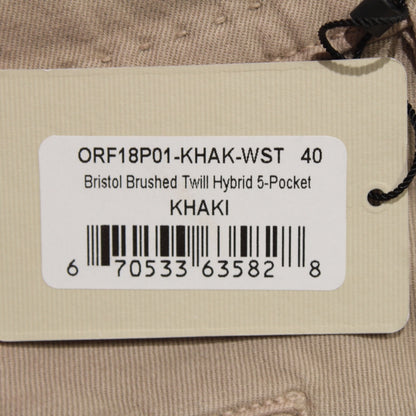 ORF18P01-KHAK-WST 40
Bristol Brushed Twill Hybrid 5-Pocket
KHAKI
6 70533 63582 8